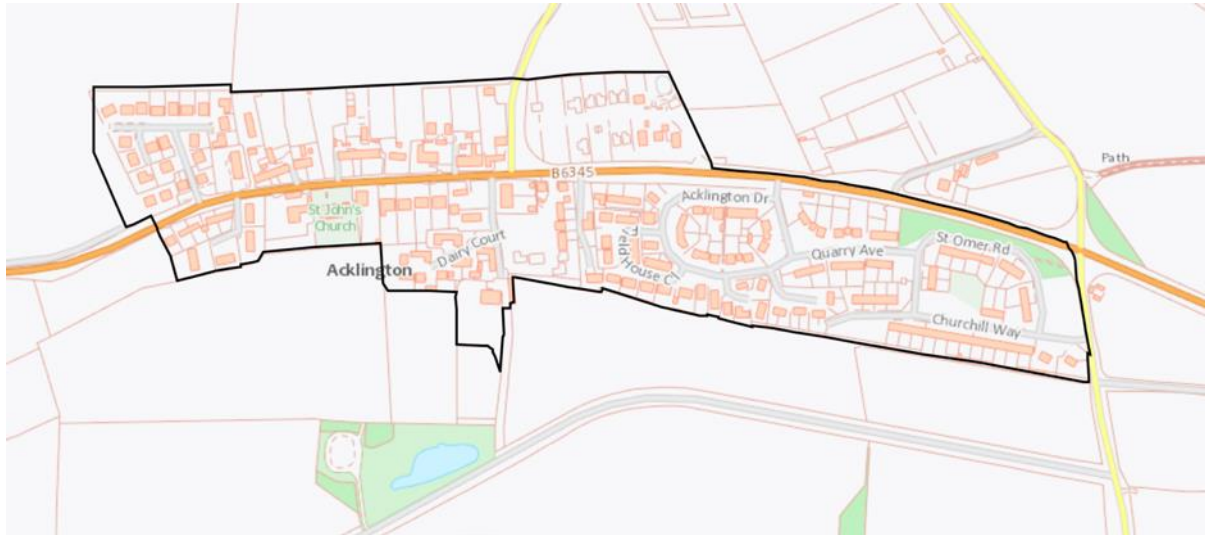 Path
B6345
Acklington Dr
St John's
Church
Dairy Court
Field House Cl
Quarry Ave
St Omer Rd
Acklington
Churchill Way